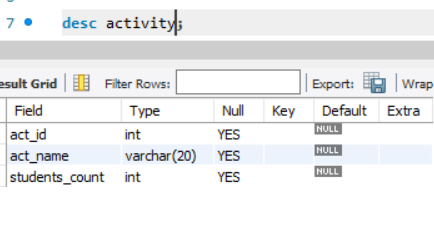 7 desc activity;
esult Grid Filter Rows: Export: Wrap
Field Type Null Key Default Extra
act_id int YES NULL
act_name varchar(20) YES NULL
students_count int YES NULL